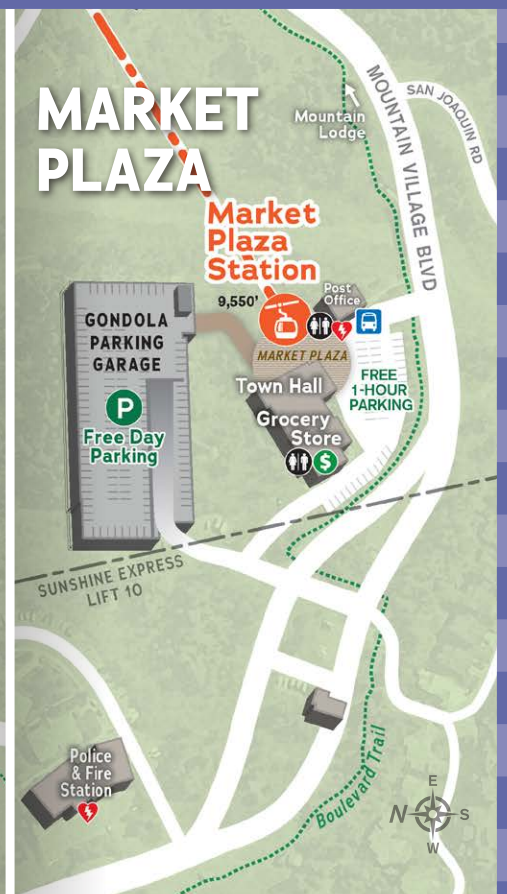 MARKET
PLAZA
Mountain
Lodge
MOUNTAIN VILLAGE BLVD
SAN JOAQUIN RD
Market
Plaza
Station
9,550'
Post
Office
MARKET PLAZA
GONDOLA
PARKING
GARAGE
P
Free Day
Parking
Town Hall
Grocery
Store
$
FREE
1-HOUR
PARKING
SUNSHINE EXPRESS
LIFT 10
Police
& Fire
Station
Boulevard Trail
E
N
S
W